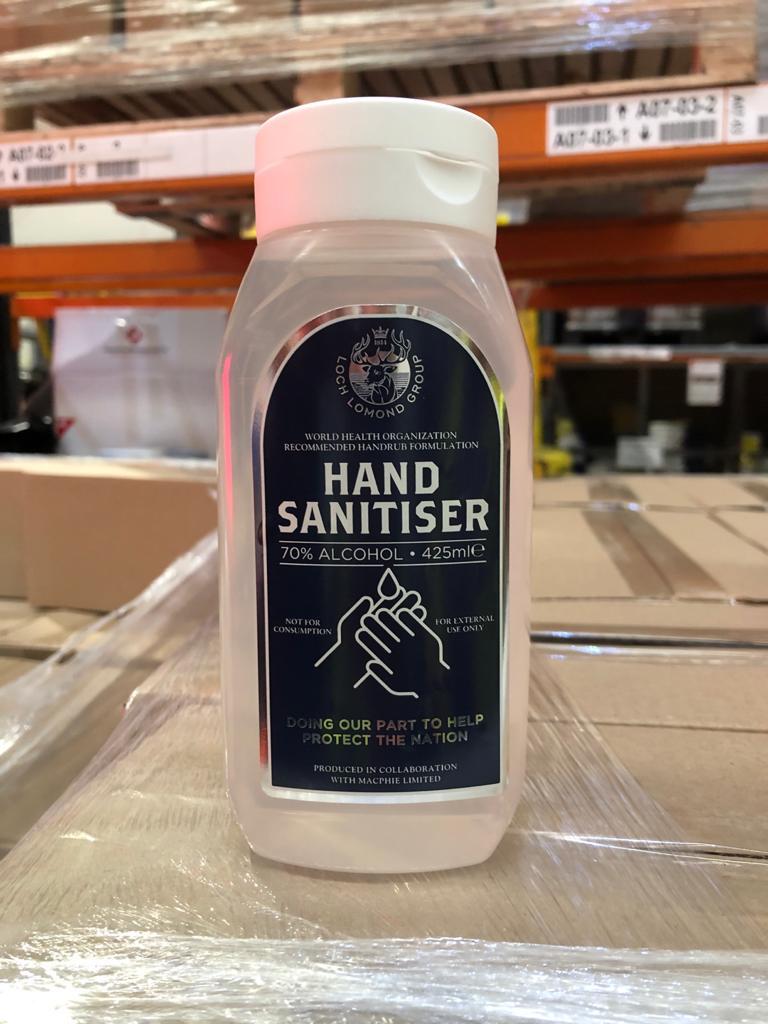 A07-03-2
A07-03-1
A07-02-1
1814
LOCH LOMOND GROUP
WORLD HEALTH ORGANIZATION
RECOMMENDED HANDRUB FORMULATION
HAND
SANITISER
70% ALCOHOL • 425ml℮
NOT FOR
CONSUMPTION
FOR EXTERNAL
USE ONLY
DOING OUR PART TO HELP
PROTECT THE NATION
PRODUCED IN COLLABORATION
WITH MACPHIE LIMITED